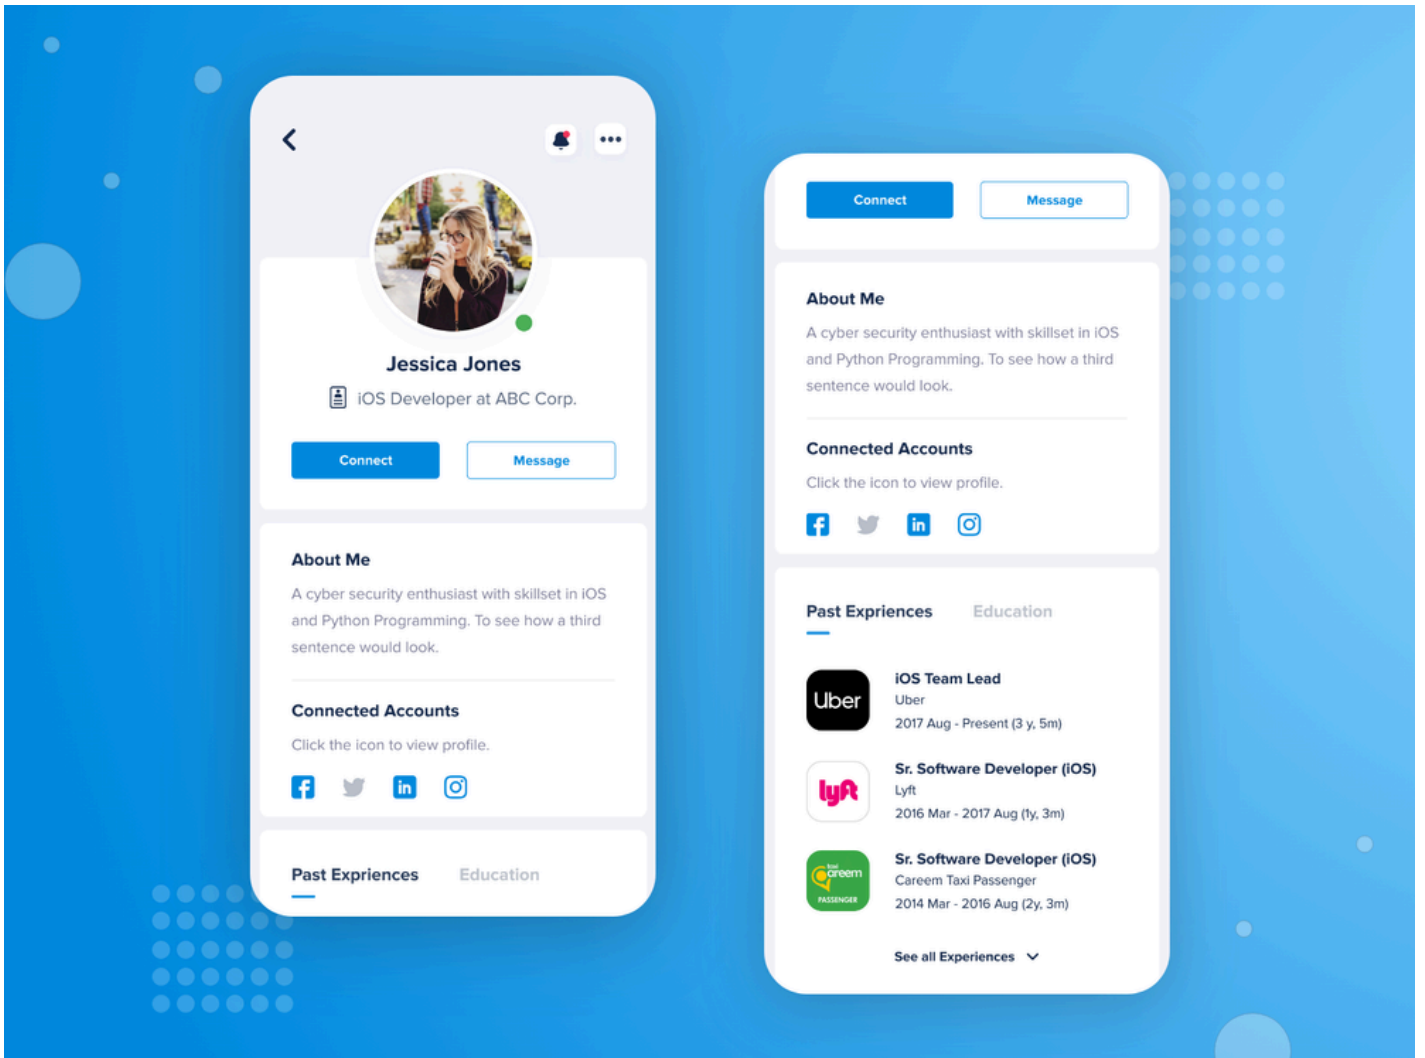 Jessica Jones
iOS Developer at ABC Corp.
Connect
Message
About Me
A cyber security enthusiast with skillset in iOS
and Python Programming. To see how a third
sentence would look.
Connected Accounts
Click the icon to view profile.
in
Past Expriences
Education
Connect
Message
About Me
A cyber security enthusiast with skillset in iOS
and Python Programming. To see how a third
sentence would look.
Connected Accounts
Click the icon to view profile.
in
Past Expriences
Education
Uber
iOS Team Lead
Uber
2017 Aug - Present (3 y, 5m)
lyft
Sr. Software Developer (iOS)
Lyft
2016 Mar - 2017 Aug (1y, 3m)
taxi
Careem
PASSENGER
Sr. Software Developer (iOS)
Careem Taxi Passenger
2014 Mar - 2016 Aug (2y, 3m)
See all Experiences